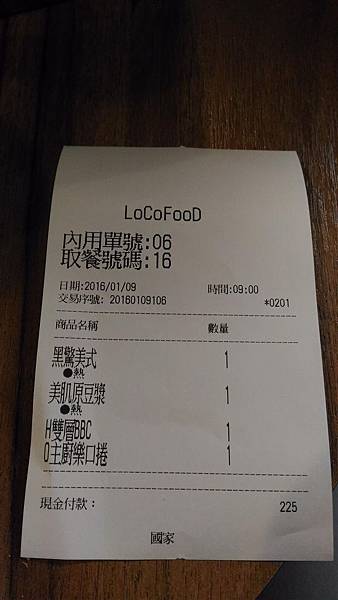 LoCoFooD
內用單號:06
取餐號碼:16
日期:2016/01/09 時間:09:00
交易序號: 20160109106 *0201
商品名稱 數量
黑驚美式 1
●熱
美肌原豆漿 1
●熱
H雙層BBC 1
O主廚樂口捲 1
現金付款: 225
國家